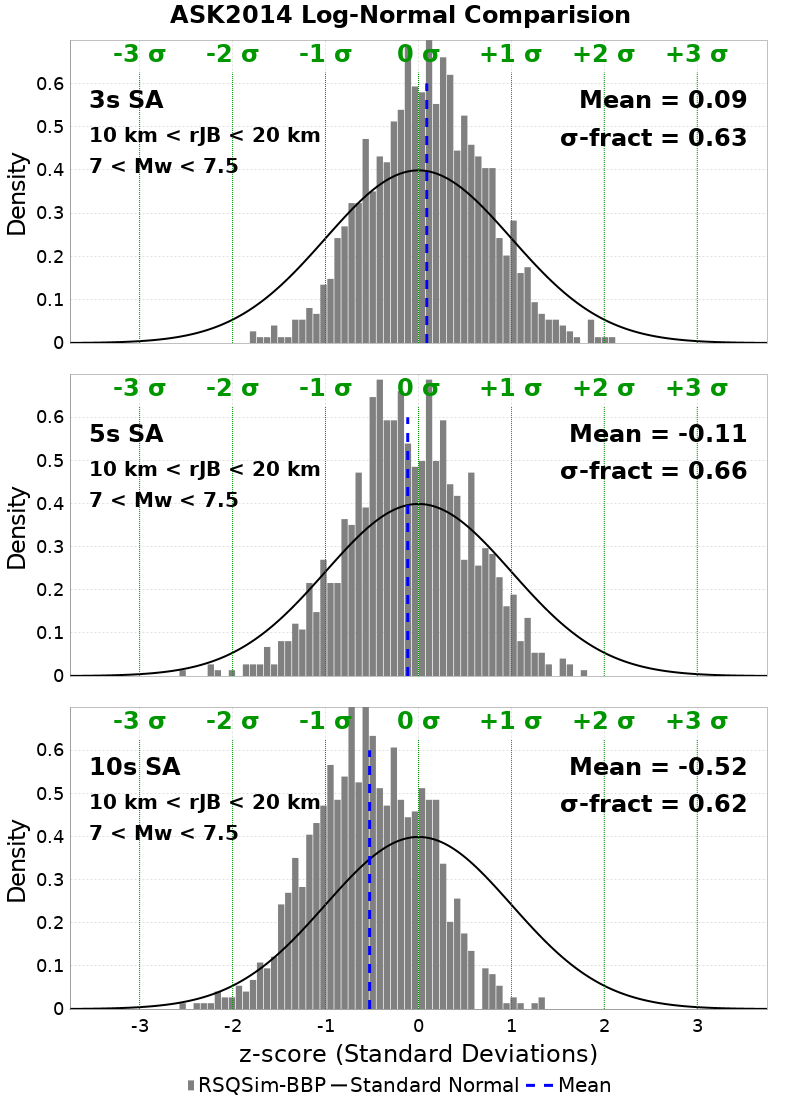 ASK2014 Log-Normal Comparision
-3 σ -2 σ -1 σ 0 σ +1 σ +2 σ +3 σ
3s SA
10 km < rJB < 20 km
7 < Mw < 7.5
Mean = 0.09
σ-fract = 0.63
0.6
0.5
0.4
0.3
0.2
0.1
0
Density
-3 σ -2 σ -1 σ 0 σ +1 σ +2 σ +3 σ
5s SA
10 km < rJB < 20 km
7 < Mw < 7.5
Mean = -0.11
σ-fract = 0.66
0.6
0.5
0.4
0.3
0.2
0.1
0
Density
-3 σ -2 σ -1 σ 0 σ +1 σ +2 σ +3 σ
10s SA
10 km < rJB < 20 km
7 < Mw < 7.5
Mean = -0.52
σ-fract = 0.62
0.6
0.5
0.4
0.3
0.2
0.1
0
Density
-3 -2 -1 0 1 2 3
z-score (Standard Deviations)
RSQSim-BBP Standard Normal Mean